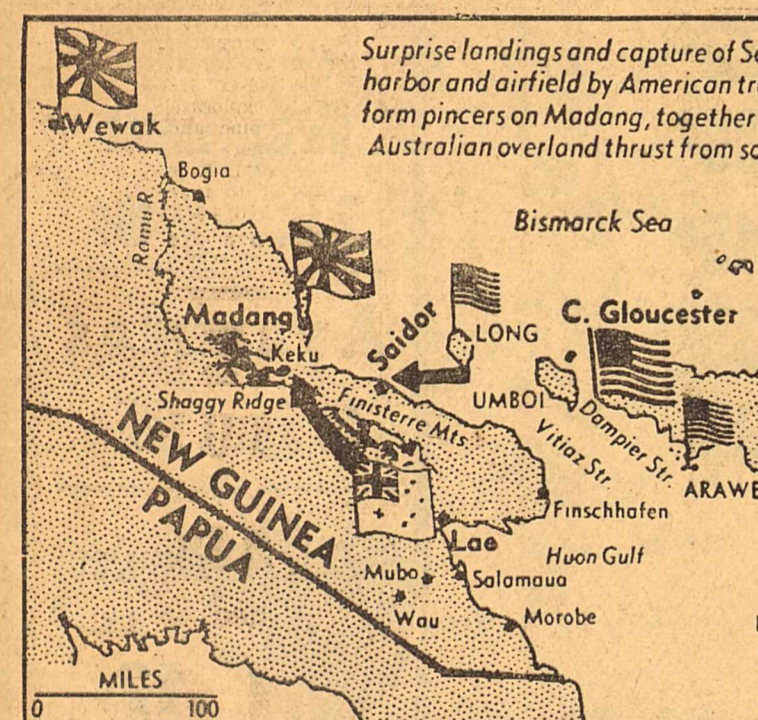 Surprise landings and capture of
harbor and airfield by American
form pincers on Madang, together
Australian overland thrust from
Wewak
Bogia
Ramu R
Bismarck Sea
Madang
Saidor
LONG
C. Gloucester
Keku
Shaggy Ridge
Finisterre Mts
UMBOI
Vitiaz Str
Dampier Str.
NEW GUINEA
PAPUA
Finschhafen
Lae
Huon Gulf
Mubo
Salamaua
Wau
Morobe
MILES
0 100